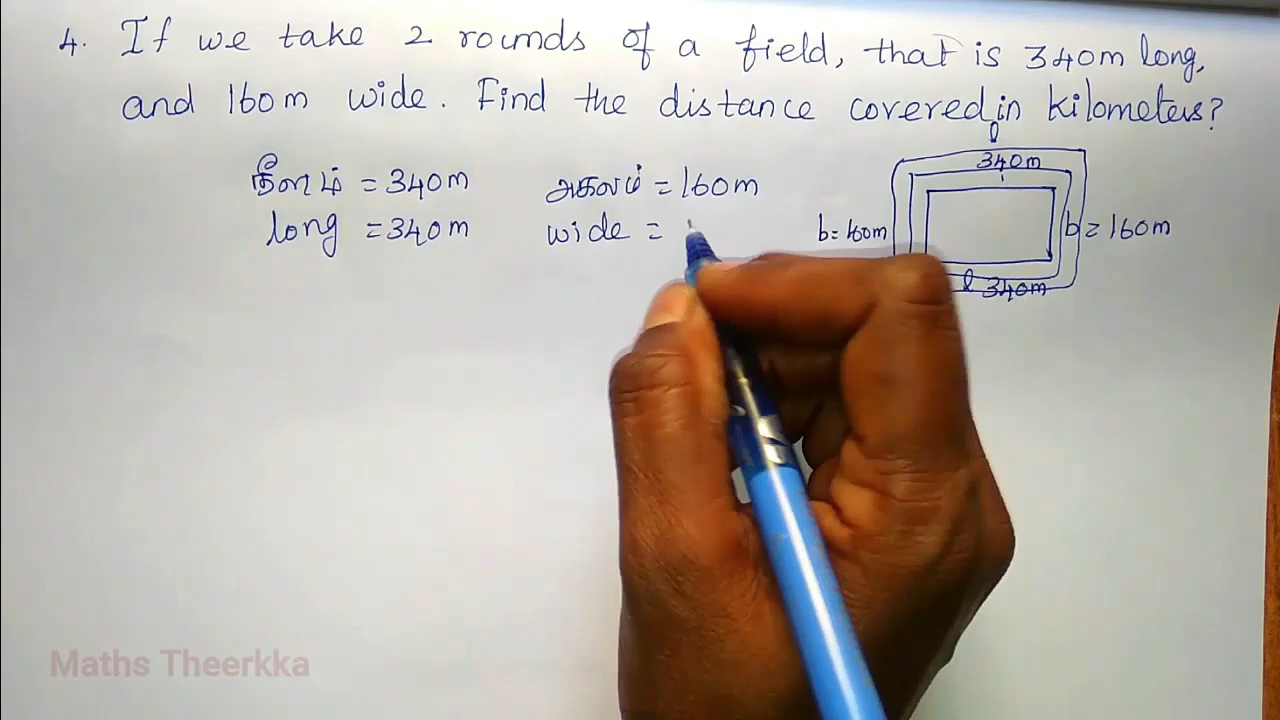 4. If we take 2 rounds of a field, that is 340m long,
and 160m wide. Find the distance covered in kilometers?
நீளம் = 340m அகலம் = 160m
long = 340m wide =
l
340m
b = 160m
b = 160m
l 340m
Maths Theerkka